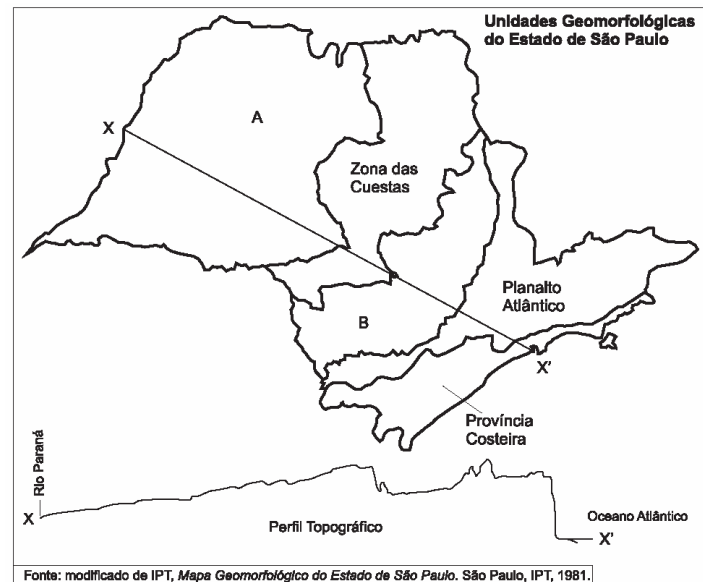 Unidades Geomorfológicas
do Estado de São Paulo
X
A
Zona das
Cuestas
Planalto
Atlântico
B
X'
Província
Costeira
Rio Paraná
X
Perfil Topográfico
Oceano Atlântico
X'
Fonte: modificado de IPT, Mapa Geomorfológico do Estado de São Paulo. São Paulo, IPT, 1981.